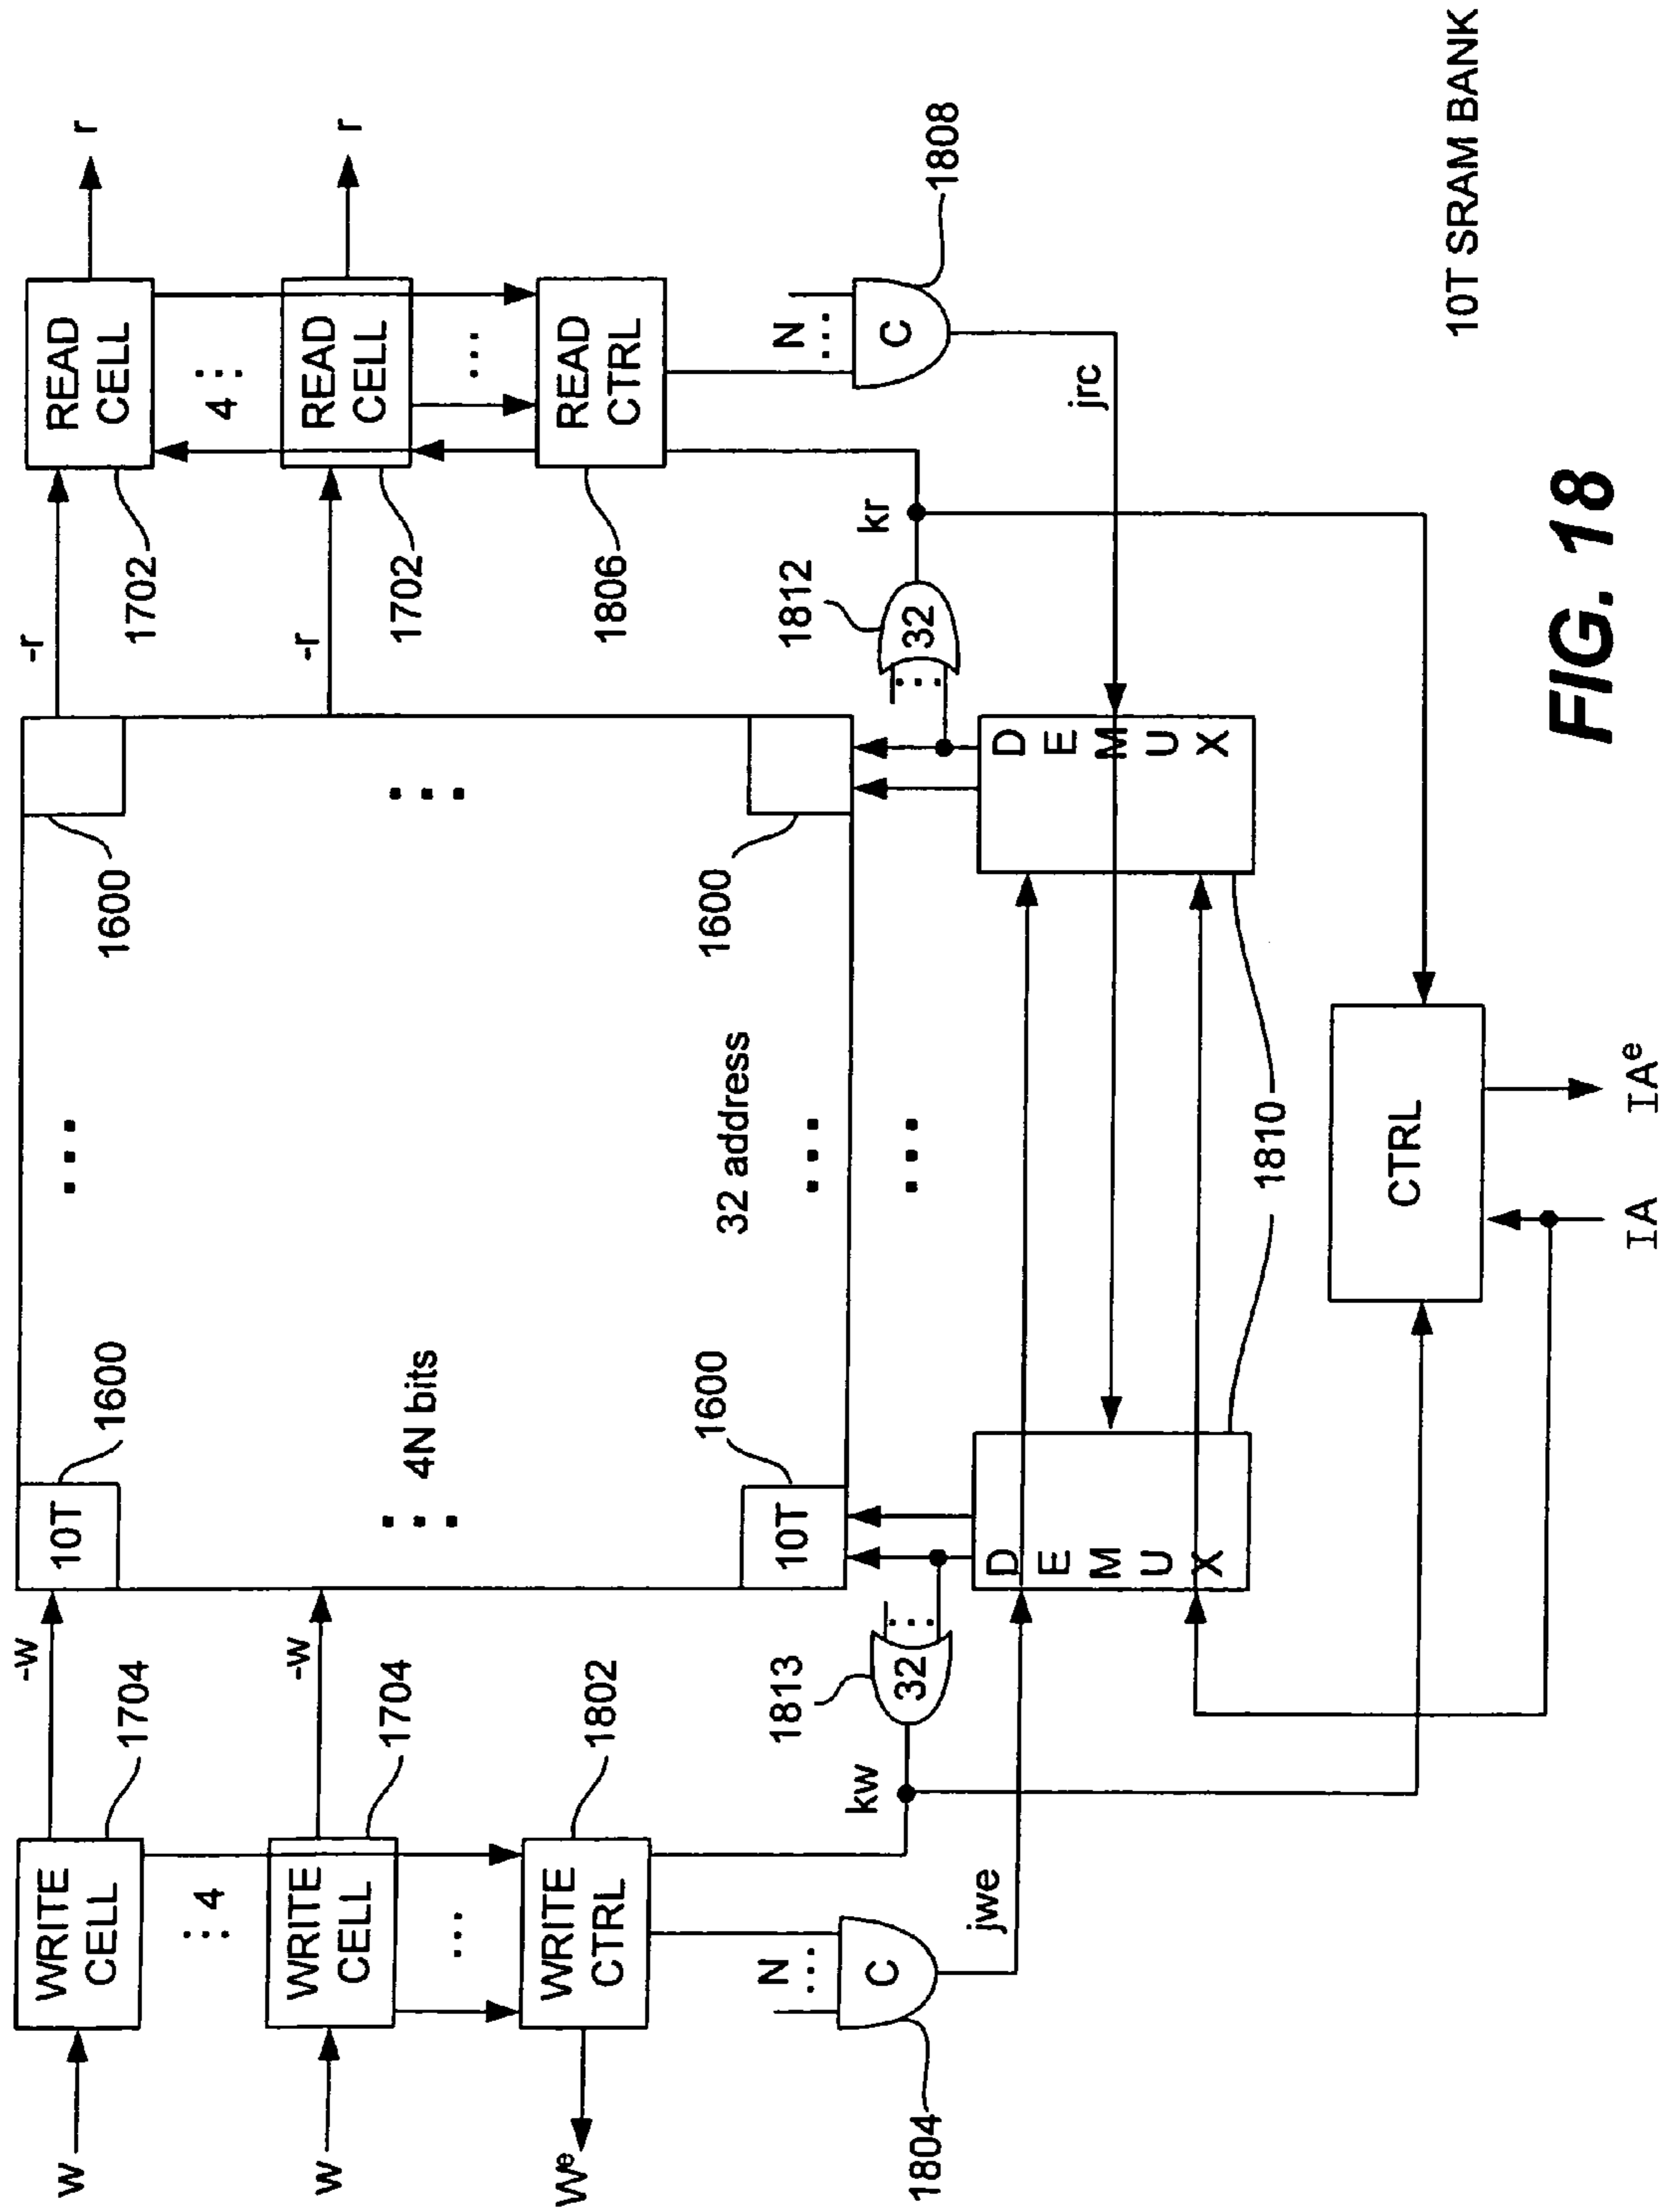 w
WRITE
CELL
1704
-w
10T
1600
1600
-r
READ
CELL
1702
r
4
4N bits
4
w
WRITE
CELL
1704
-w
-r
READ
CELL
1702
r
We
WRITE
CTRL
1802
10T
1600
32 address
1600
READ
CTRL
1806
N
C
1804
jwe
kw
1813
32
DEMUX
1810
DEMUX
32
1812
kr
N
C
1808
jrc
CTRL
IA
IAe
10T SRAM BANK
FIG. 18